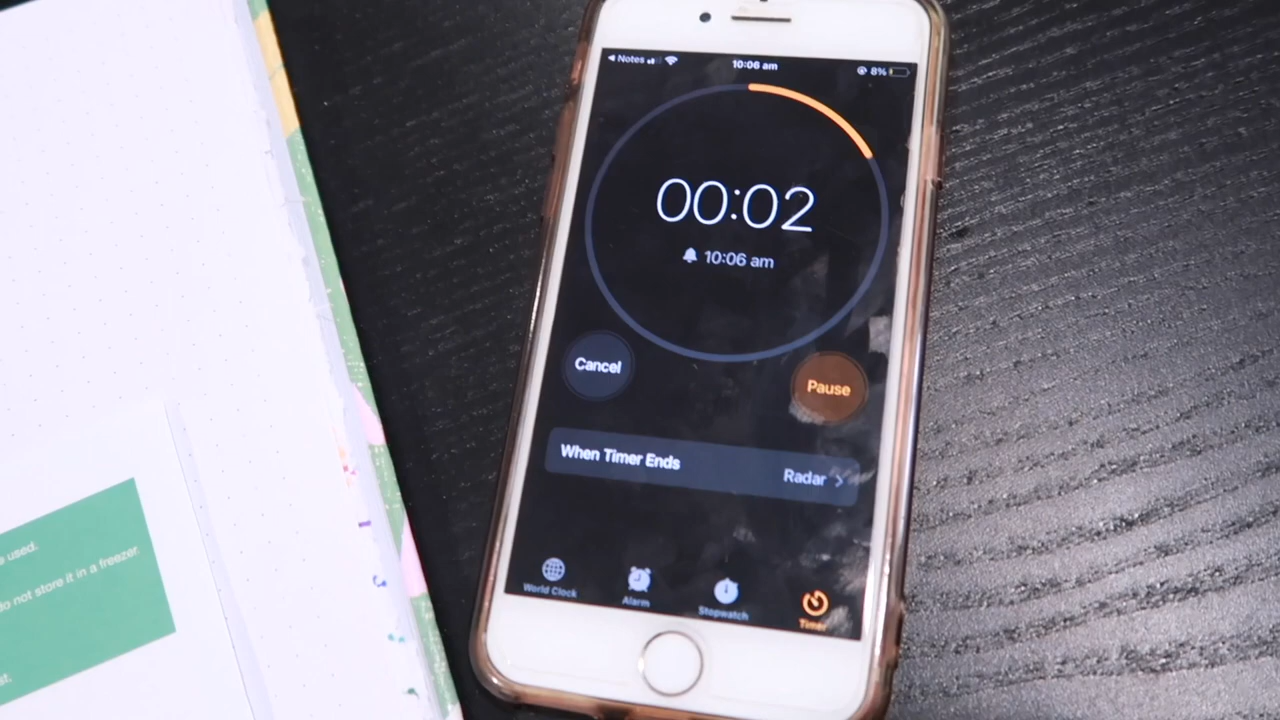 Notes
10:06 am
8%
00:02
10:06 am
Cancel
Pause
When Timer Ends
Radar
World Clock
Alarm
Stopwatch
Timer
used.
do not store it in a freezer.